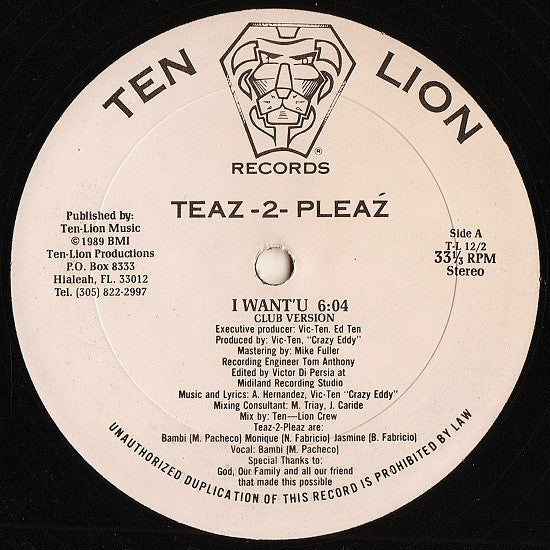 TEN LION
®
RECORDS
TEAZ -2- PLEAŹ
Published by:
Ten-Lion Music
©1989 BMI
Ten-Lion Productions
P.O. Box 8333
Hialeah, FL. 33012
Tel. (305) 822-2997
Side A
T-L 12/2
33⅓ RPM
Stereo
I WANT'U 6:04
CLUB VERSION
Executive producer: Vic-Ten. Ed Ten
Produced by: Vic-Ten, "Crazy Eddy"
Mastering by: Mike Fuller
Recording Engineer Tom Anthony
Edited by Victor Di Persia at
Midiland Recording Studio
Music and Lyrics: A. Hernandez, Vic-Ten "Crazy Eddy"
Mixing Consultant: M. Triay, J. Caride
Mix by: Ten—Lion Crew
Teaz-2-Pleaz are:
Bambi (M. Pacheco) Monique (N. Fabricio) Jasmine (B. Fabricio)
Vocal: Bambi (M. Pacheco)
Special Thanks to:
God, Our Family and all our friend
that made this possible
UNAUTHORIZED DUPLICATION OF THIS RECORD IS PROHIBITED BY LAW